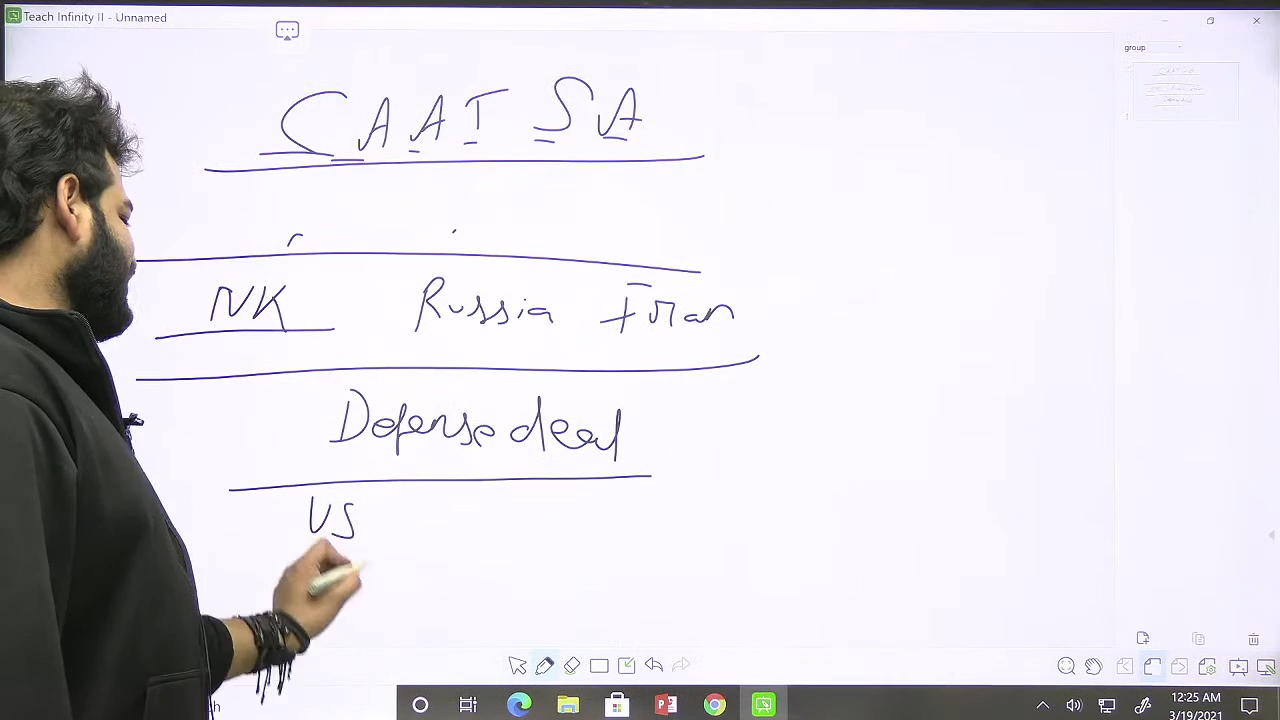 Teach Infinity II - Unnamed
group
CAATSA
NK Russia Iran
Defense deal
US
12:25 AM
3/19/2021